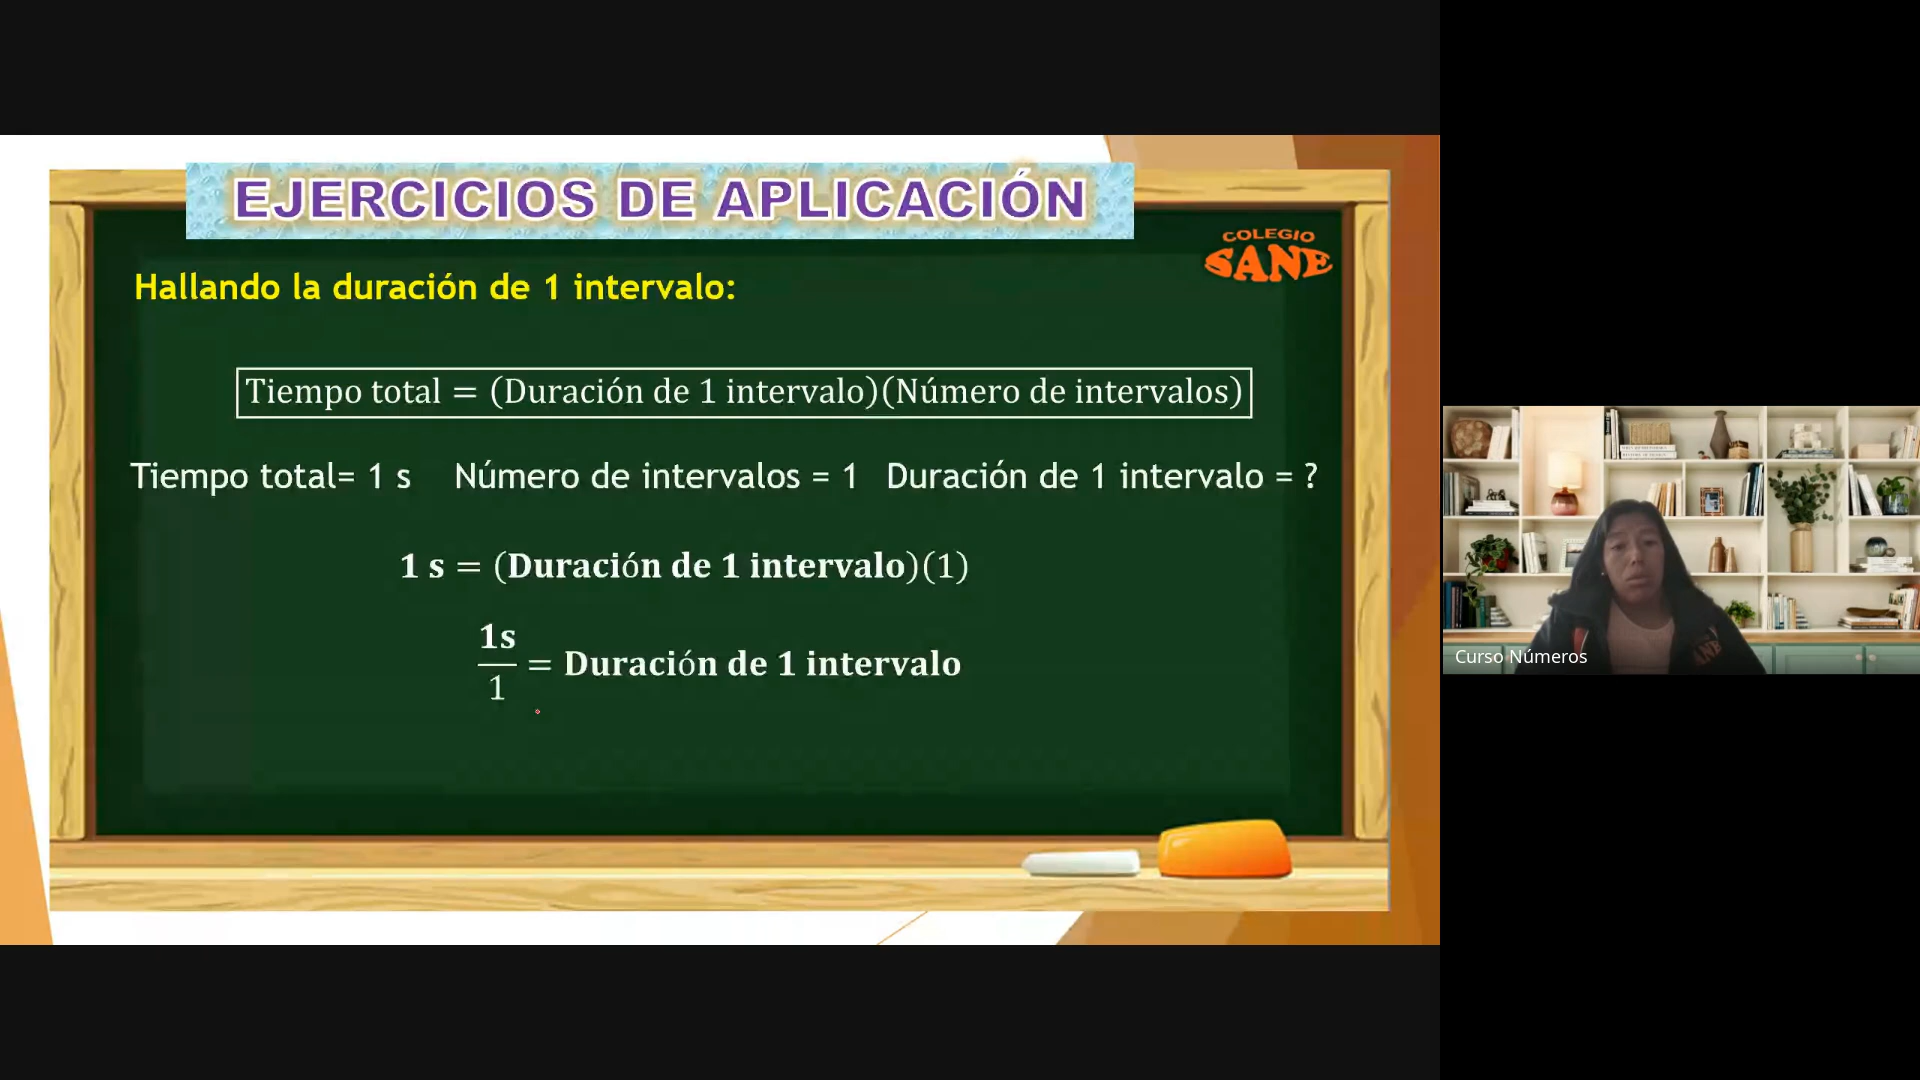 EJERCICIOS DE APLICACIÓN
COLEGIO
SANE
Hallando la duración de 1 intervalo:
Tiempo total = (Duración de 1 intervalo)(Número de intervalos)
Tiempo total= 1 s Número de intervalos = 1 Duración de 1 intervalo = ?
1 s = (Duración de 1 intervalo)(1)
1s/1 = Duración de 1 intervalo
Curso Números